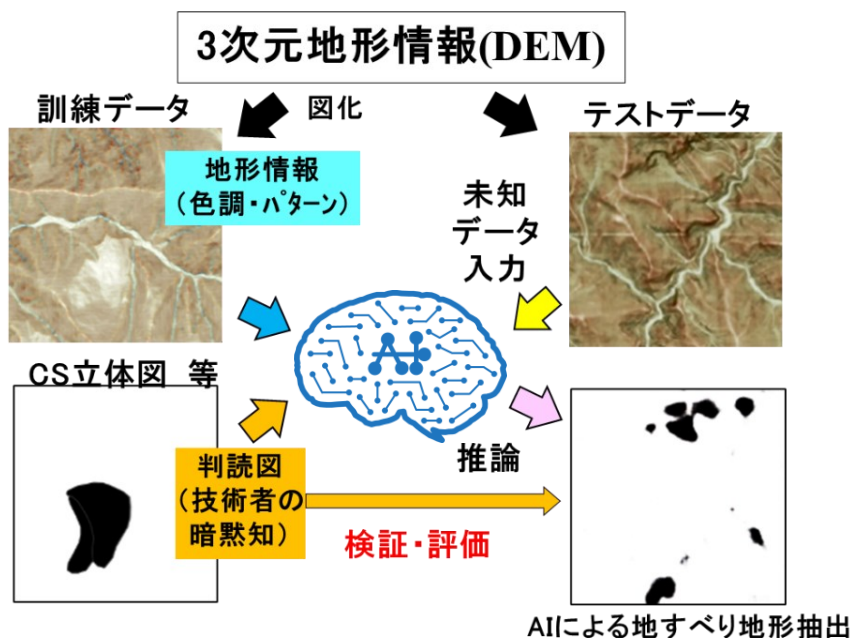 3次元地形情報(DEM)
訓練データ
図化
テストデータ
地形情報
(色調・パターン)
未知
データ
入力
AI
CS立体図 等
推論
判読図
(技術者の
暗黙知)
検証・評価
AIによる地すべり地形抽出